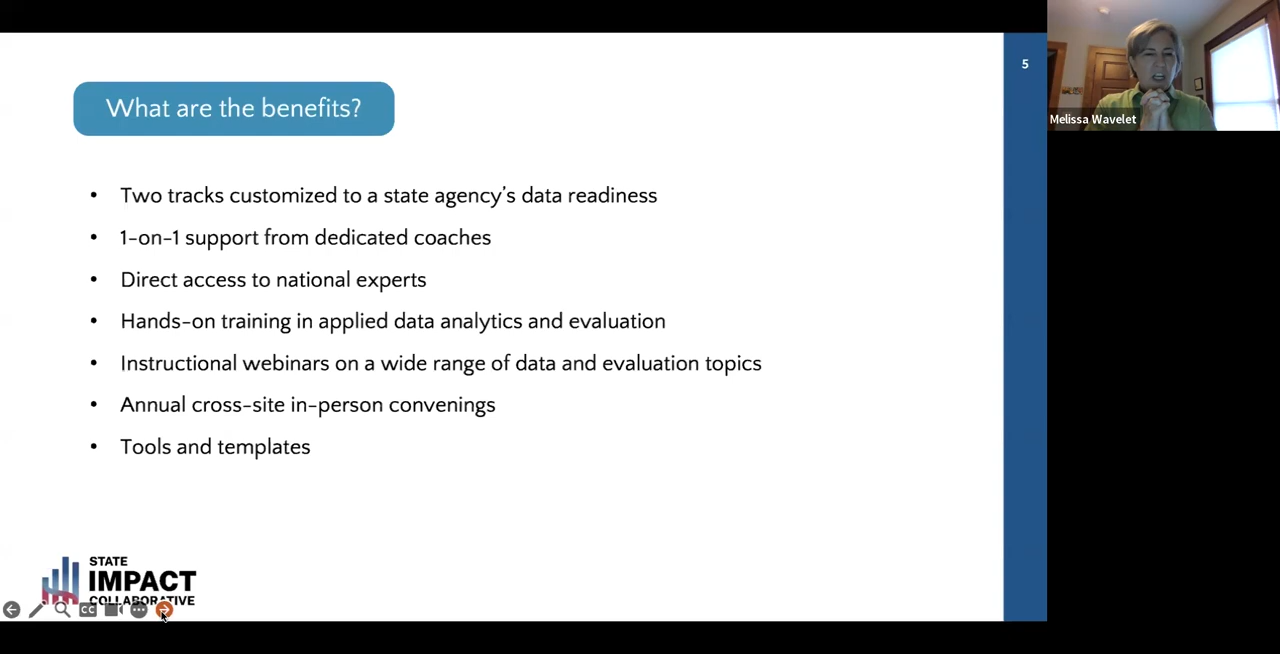 What are the benefits?
5
Melissa Wavelet
• Two tracks customized to a state agency’s data readiness
• 1-on-1 support from dedicated coaches
• Direct access to national experts
• Hands-on training in applied data analytics and evaluation
• Instructional webinars on a wide range of data and evaluation topics
• Annual cross-site in-person convenings
• Tools and templates
STATE
IMPACT
COLLABORATIVE
CC